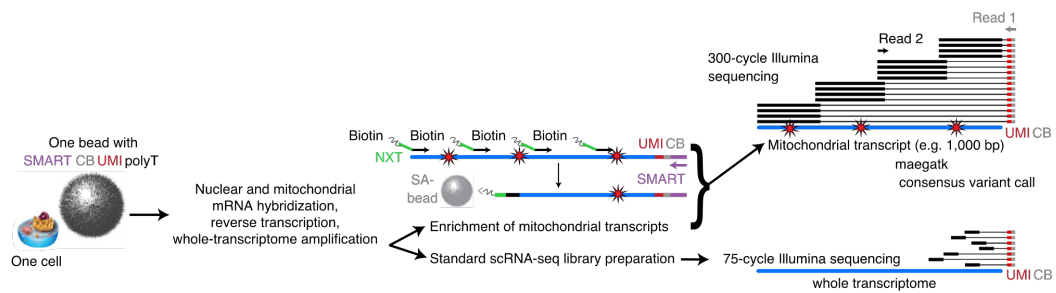 One bead with
SMART CB UMI polyT
One cell
Nuclear and mitochondrial
mRNA hybridization,
reverse transcription,
whole-transcriptome amplification
Biotin Biotin Biotin Biotin
NXT
UMI CB
SMART
SA-
bead
Enrichment of mitochondrial transcripts
Standard scRNA-seq library preparation
Read 1
Read 2
300-cycle Illumina
sequencing
UMI CB
Mitochondrial transcript (e.g. 1,000 bp)
maegatk
consensus variant call
75-cycle Illumina sequencing
UMI CB
whole transcriptome